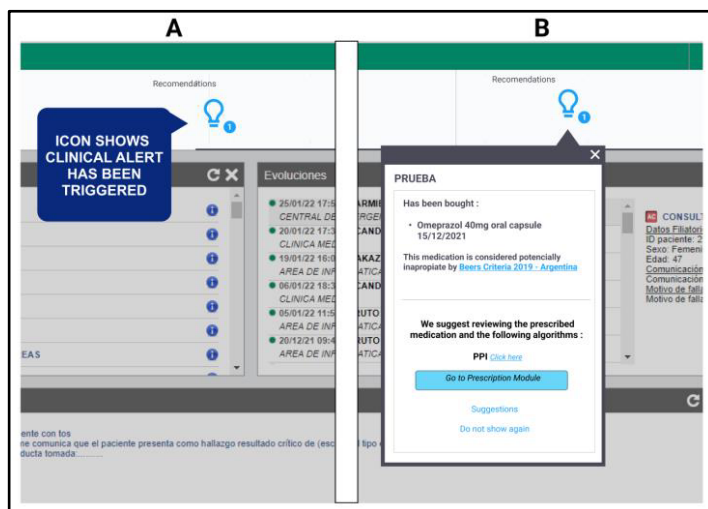 A
B
Recomendations
1
ICON SHOWS
CLINICAL ALERT
HAS BEEN
TRIGGERED
EAS
ente con tos
ne comunica que el paciente presenta como hallazgo resultado crítico de
ducta tomada:..........
Evoluciones
25/01/22 17:5
CENTRAL DE
20/01/22 17:3
CLINICA MED
19/01/22 16:0
AREA DE INF
06/01/22 18:3
CLINICA MED
05/01/22 11:5
AREA DE INF
20/12/21 09:4
AREA DE INF
Recomendations
1
PRUEBA
Has been bought :
• Omeprazol 40mg oral capsule
15/12/2021
This medication is considered potencially
inapropiate by Beers Criteria 2019 - Argentina
We suggest reviewing the prescribed
medication and the following algorithms :
PPI Click here
Go to Prescription Module
Suggestions
Do not show again
AC CONSULT
Datos Filiatori
ID paciente: 2
Sexo: Femeni
Edad: 47
Comunicación
Comunicación
Motivo de falla
Motivo de falla